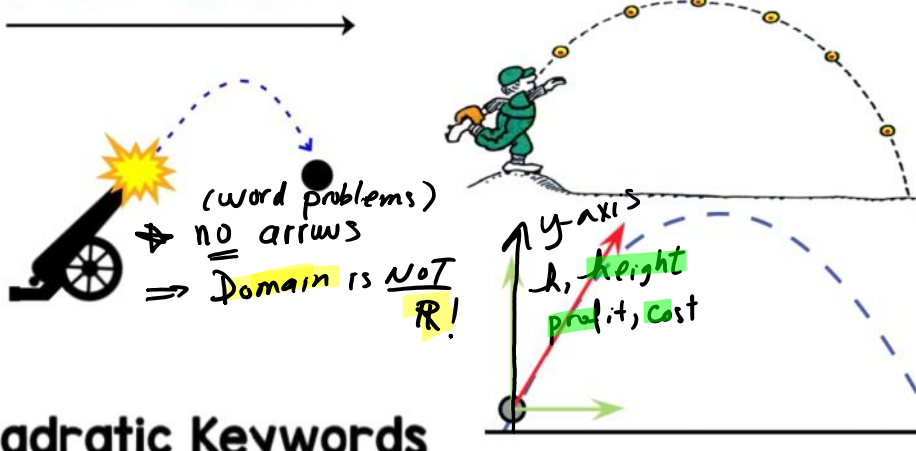 (word problems)
⇒ no arrows
⇒ Domain is NOT
ℝ!
y-axis
h, height
profit, cost
adratic Keywords